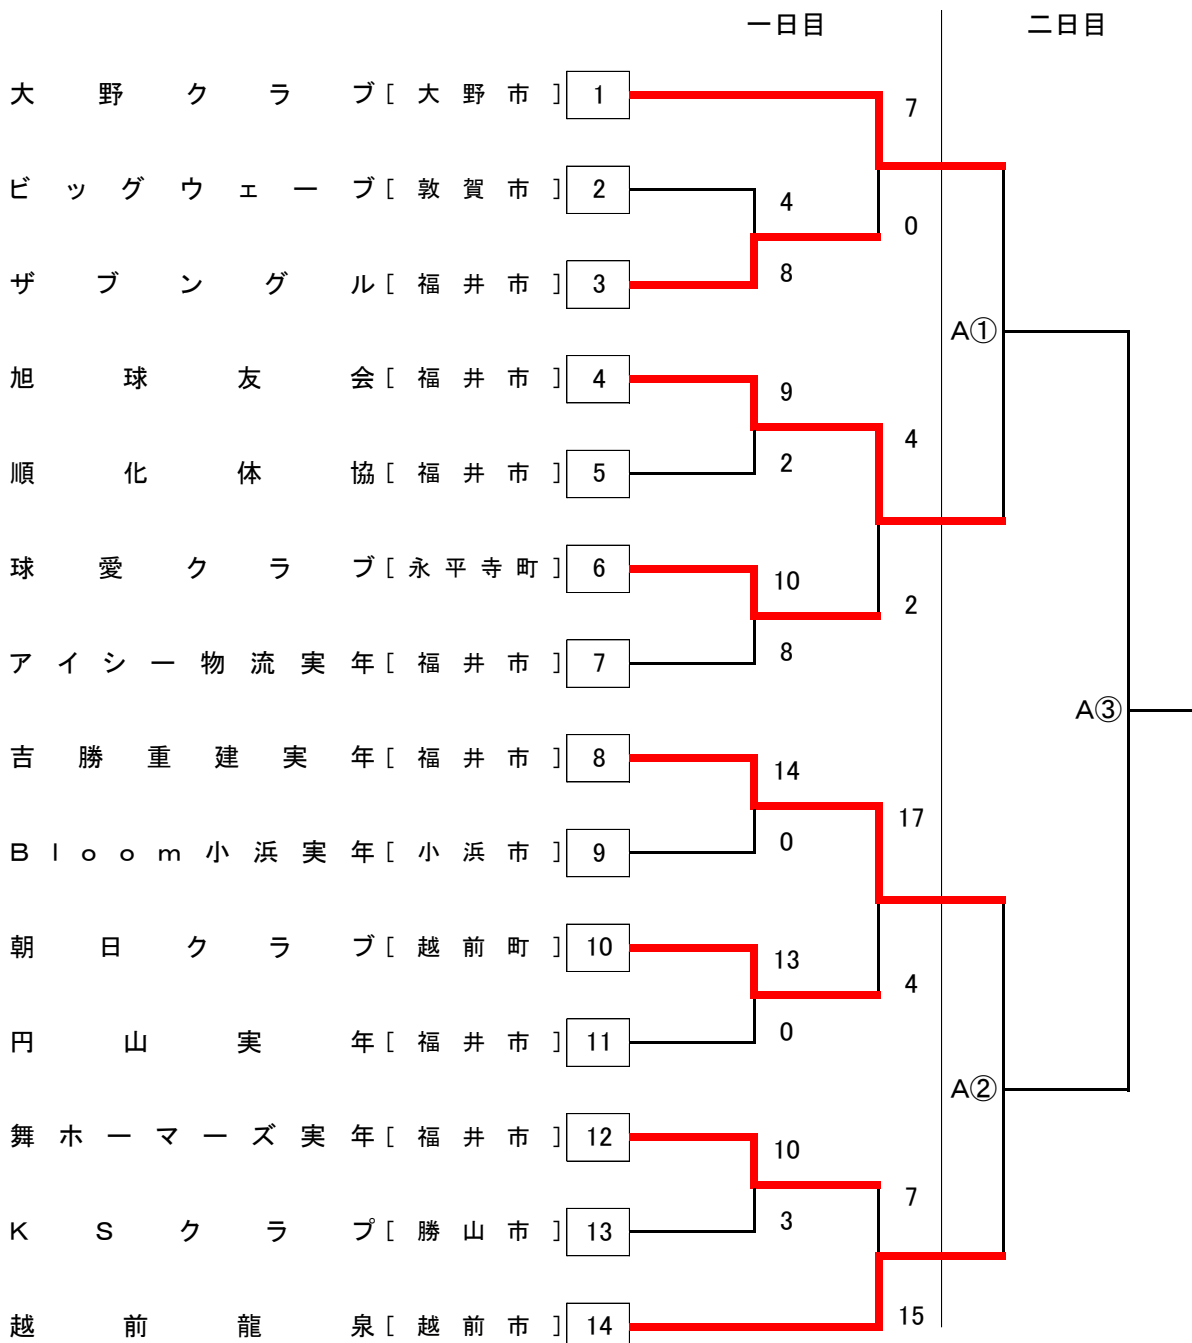 一日目 二日目
大野クラブ[大野市] 1
7
ビッグウェーブ[敦賀市] 2
4
0
ザブングル[福井市] 3
8
A①
旭球友会[福井市] 4
9
4
順化体協[福井市] 5
2
球愛クラブ[永平寺町] 6
10
2
アイシー物流実年[福井市] 7
8
A③
吉勝重建実年[福井市] 8
14
17
Bloom小浜実年[小浜市] 9
0
朝日クラブ[越前町] 10
13
4
円山実年[福井市] 11
0
A②
舞ホーマーズ実年[福井市] 12
10
7
KSクラプ[勝山市] 13
3
越前龍泉[越前市] 14
15